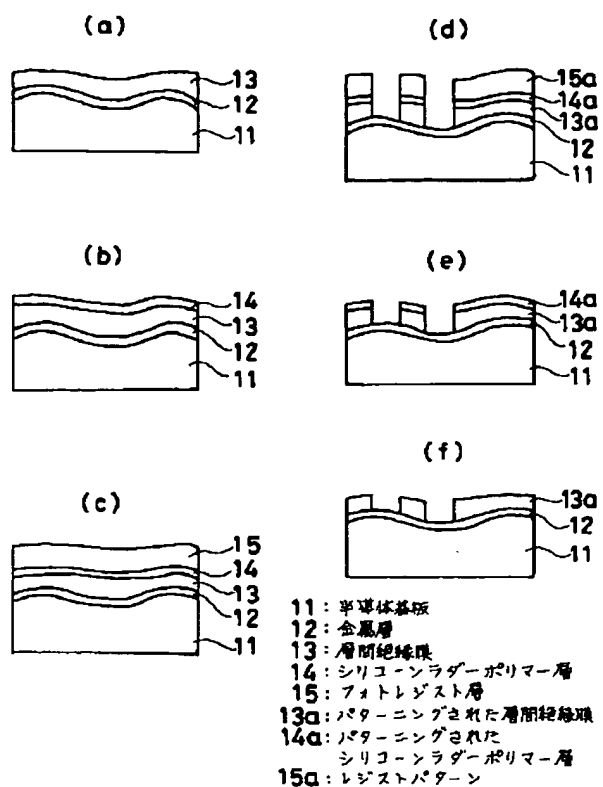 (a)
13
12
11
(b)
14
13
12
11
(c)
15
14
13
12
11
(d)
15a
14a
13a
12
11
(e)
14a
13a
12
11
(f)
13a
12
11
11:半導体基板
12:金属層
13:層間絶縁膜
14:シリコーンラダーポリマー層
15:フォトレジスト層
13a:パターニングされた層間絶縁膜
14a:パターニングされた
シリコーンラダーポリマー層
15a:レジストパターン